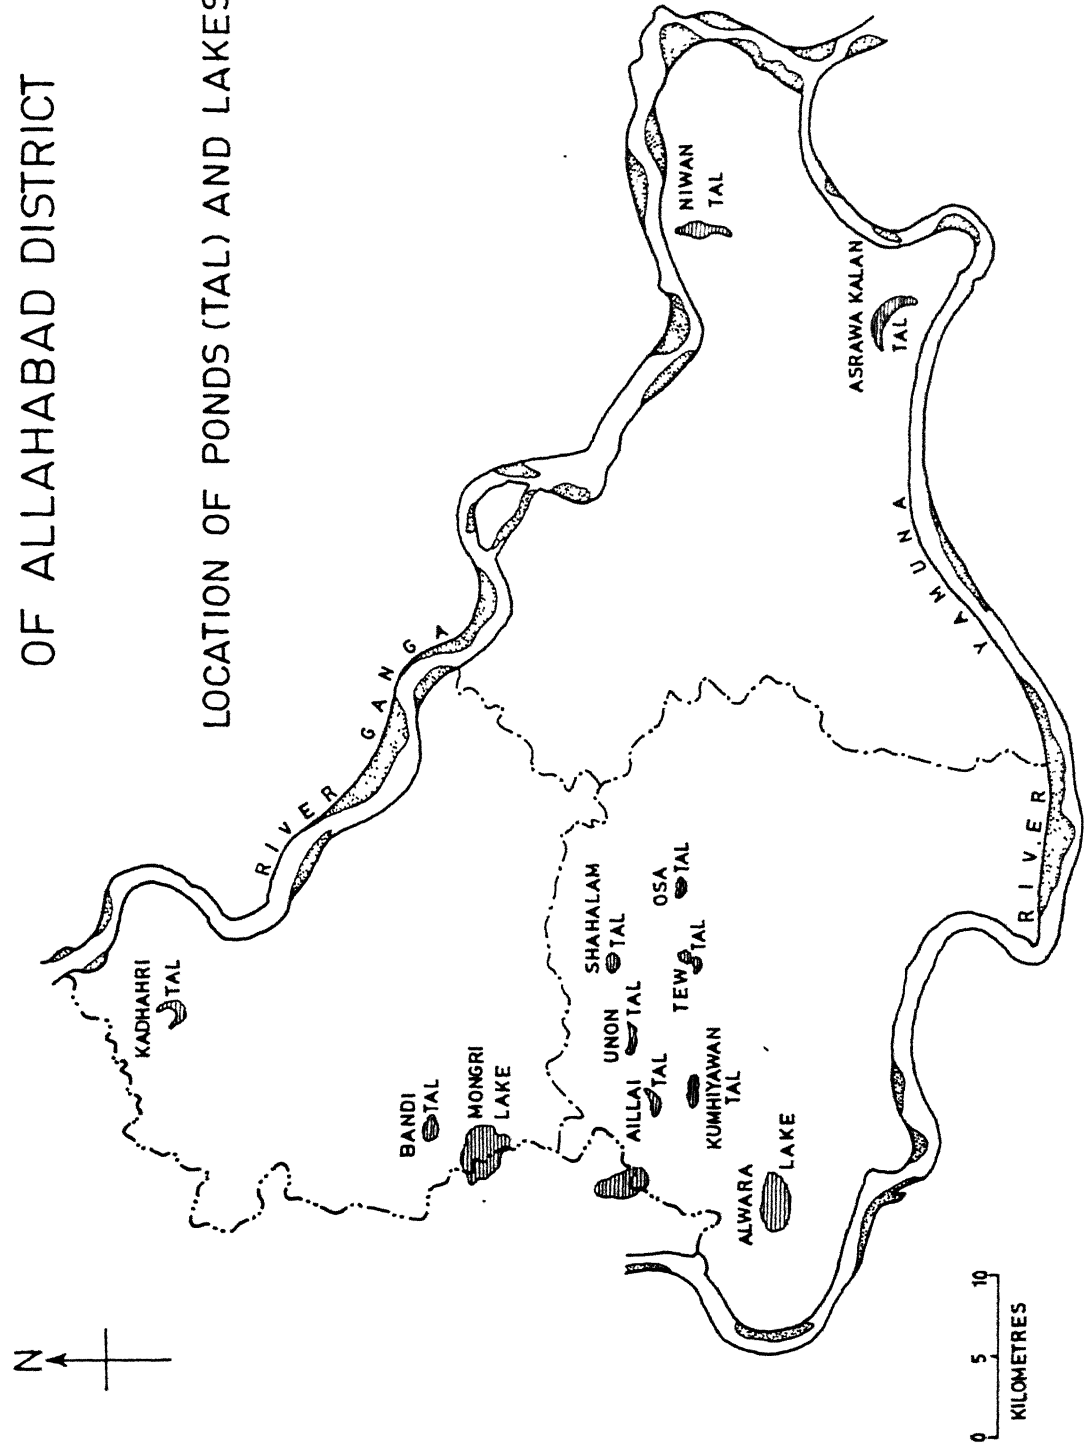 OF ALLAHABAD DISTRICT
LOCATION OF PONDS (TAL) AND LAKES
N
RIVER GANGA
KADHAHRI
TAL
BANDI
TAL
MONGRI
LAKE
SHAHALAM
TAL
OSA
TAL
UNON
TAL
TEW TAL
AILLAI
TAL
KUMHIYAWAN
TAL
ALWARA
LAKE
NIWAN
TAL
ASRAWA KALAN
TAL
RIVER YAMUNA
0 5 10
KILOMETRES